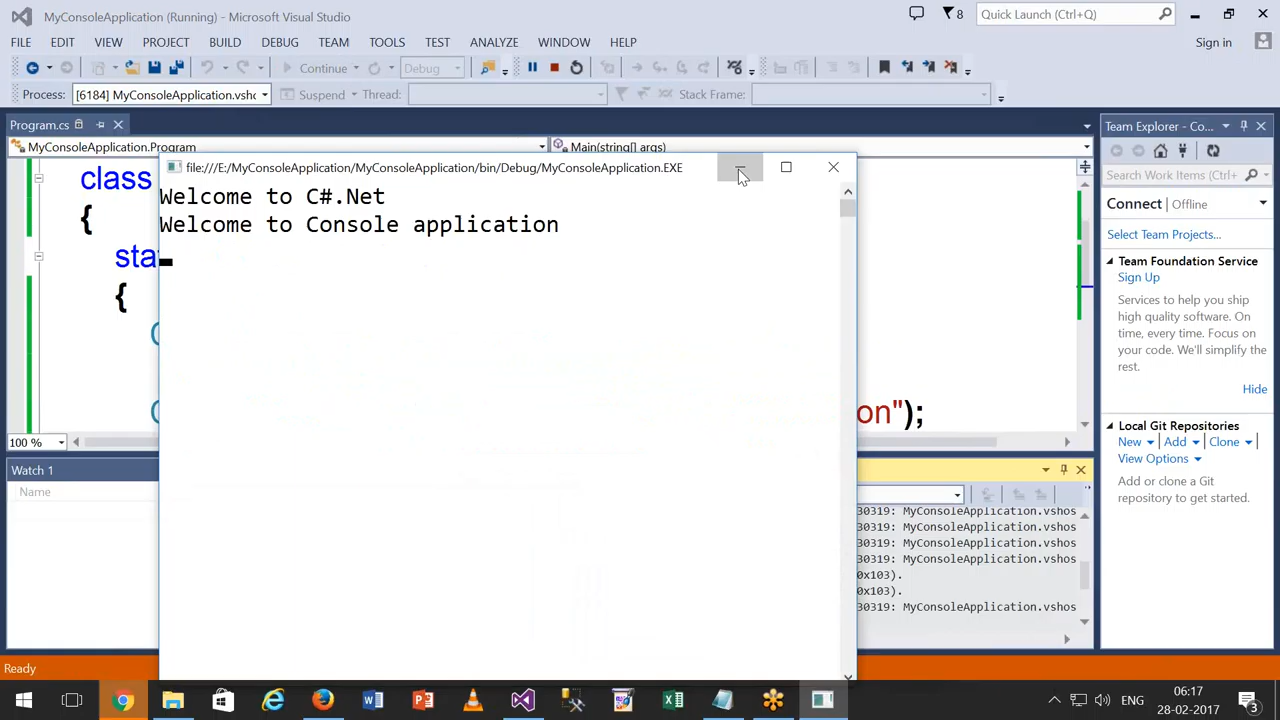 MyConsoleApplication (Running) - Microsoft Visual Studio
8
Quick Launch (Ctrl+Q)
FILE EDIT VIEW PROJECT BUILD DEBUG TEAM TOOLS TEST ANALYZE WINDOW HELP
Sign in
Continue
Debug
Process: [6184] MyConsoleApplication.vshc
Suspend
Thread:
Stack Frame:
Program.cs
MyConsoleApplication.Program
Main(string[] args)
file:///E:/MyConsoleApplication/MyConsoleApplication/bin/Debug/MyConsoleApplication.EXE
Welcome to C#.Net
Welcome to Console application
class
{
sta
{
on");
100 %
Watch 1
Name
30319: MyConsoleApplication.vshos
30319: MyConsoleApplication.vshos
30319: MyConsoleApplication.vshos
30319: MyConsoleApplication.vshos
0x103).
0x103).
30319: MyConsoleApplication.vshos
Team Explorer - Co...
Search Work Items (Ctrl+
Connect | Offline
Select Team Projects...
Team Foundation Service
Sign Up
Services to help you ship
high quality software. On
time, every time. Focus on
your code. We'll simplify the
rest.
Hide
Local Git Repositories
New Add Clone
View Options
Add or clone a Git
repository to get started.
Ready
ENG
06:17
28-02-2017
3